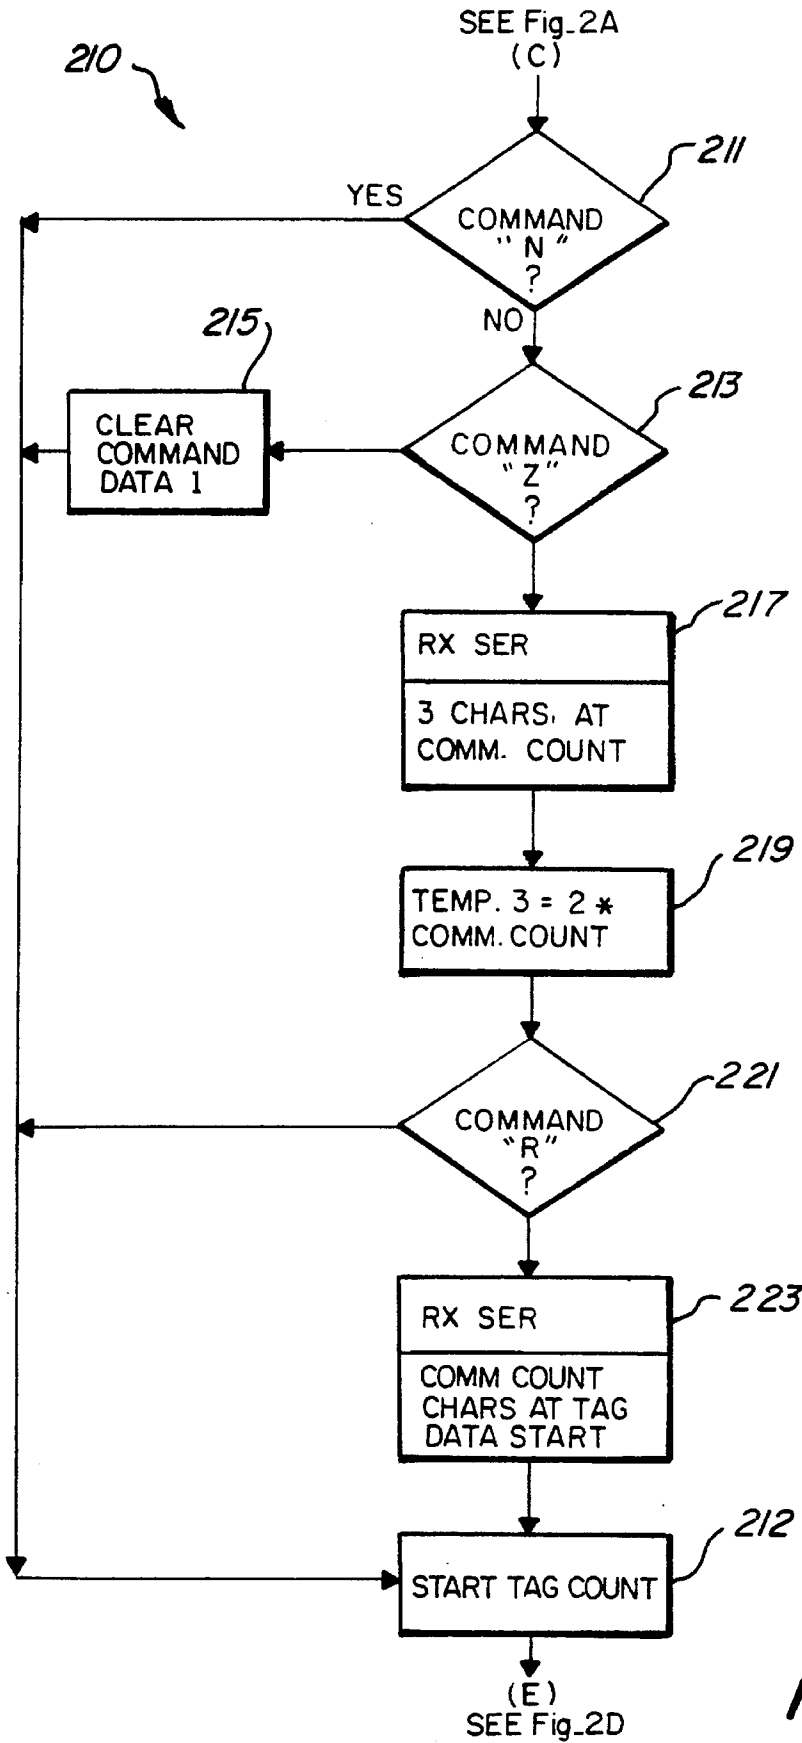 SEE Fig_2A
(C)
210
211
YES
COMMAND
"N"
?
NO
215
213
CLEAR
COMMAND
DATA 1
COMMAND
"Z"
?
217
RX SER
3 CHARS. AT
COMM. COUNT
219
TEMP. 3 = 2 *
COMM. COUNT
221
COMMAND
"R"
?
223
RX SER
COMM COUNT
CHARS AT TAG
DATA START
212
START TAG COUNT
(E)
SEE Fig_2D